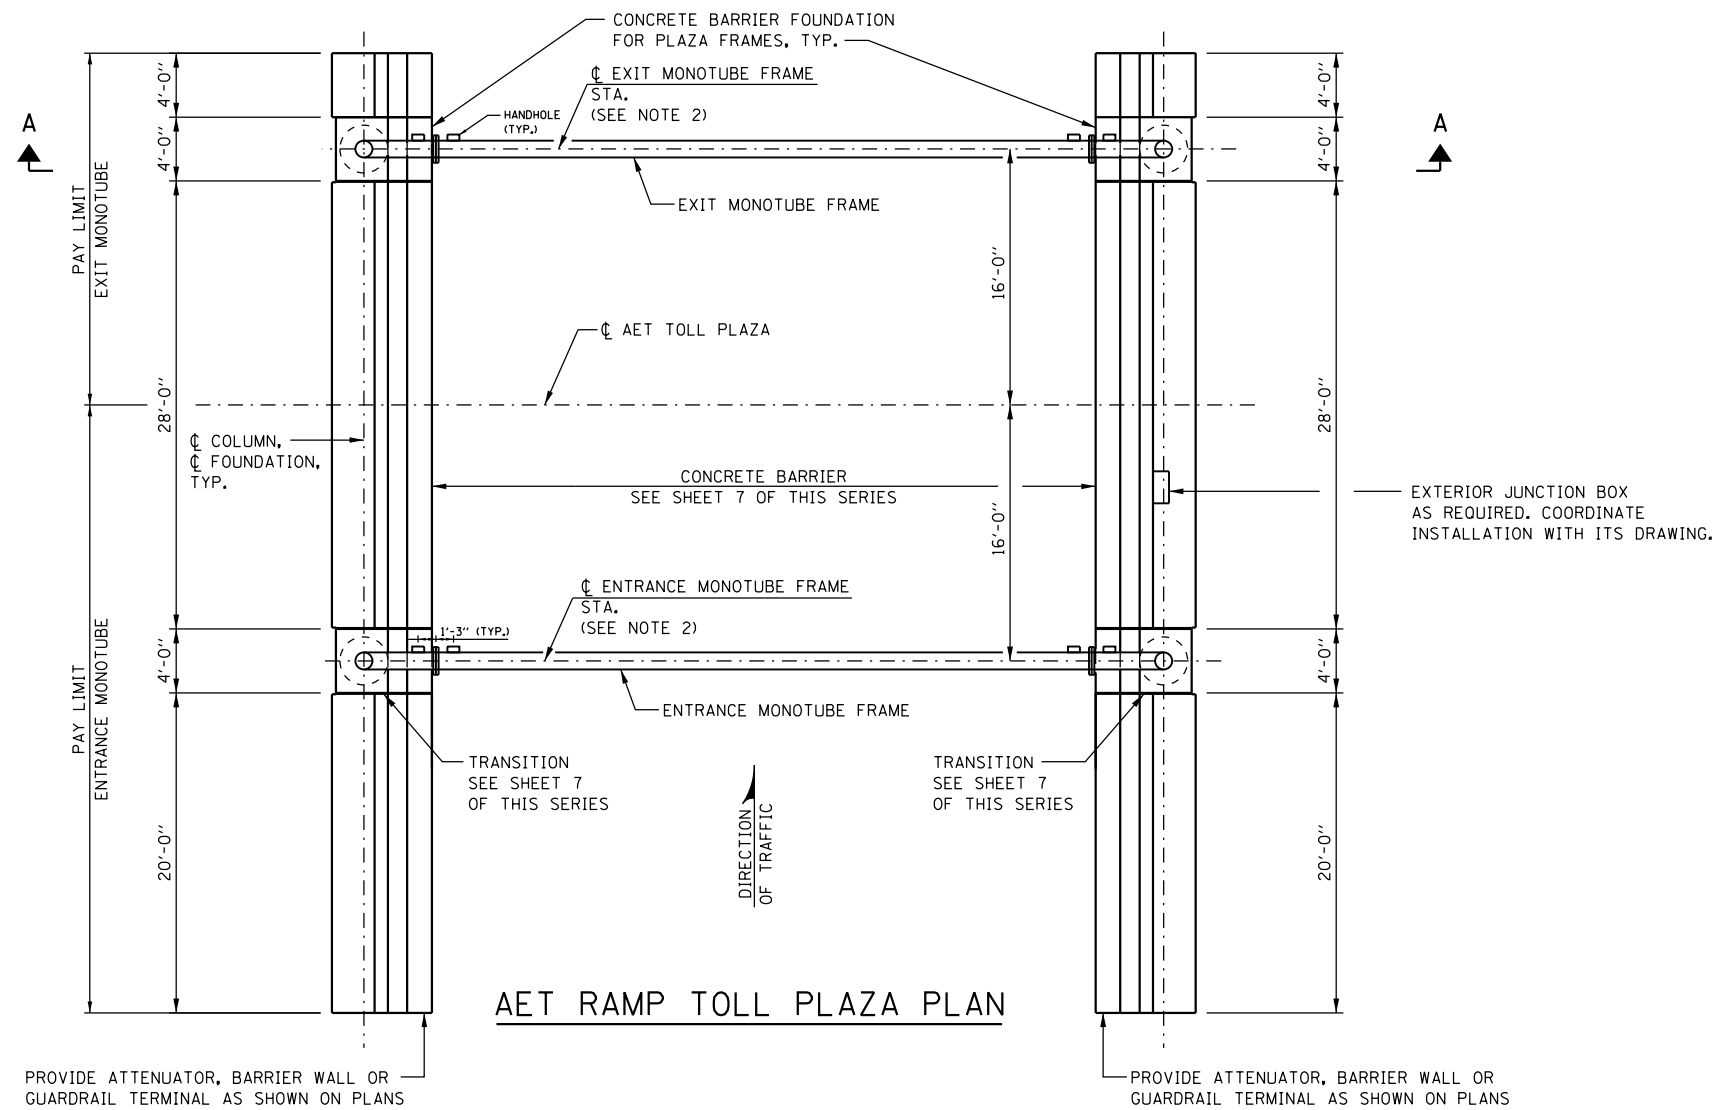 CONCRETE BARRIER FOUNDATION
FOR PLAZA FRAMES, TYP.
℄ EXIT MONOTUBE FRAME
STA.
(SEE NOTE 2)
HANDHOLE
(TYP.)
4'-0"
4'-0"
A
A
4'-0"
4'-0"
PAY LIMIT
EXIT MONOTUBE
EXIT MONOTUBE FRAME
16'-0"
℄ AET TOLL PLAZA
28'-0"
28'-0"
℄ COLUMN,
℄ FOUNDATION,
TYP.
CONCRETE BARRIER
SEE SHEET 7 OF THIS SERIES
EXTERIOR JUNCTION BOX
AS REQUIRED. COORDINATE
INSTALLATION WITH ITS DRAWING.
16'-0"
℄ ENTRANCE MONOTUBE FRAME
STA.
(SEE NOTE 2)
1'-3" (TYP.)
4'-0"
4'-0"
PAY LIMIT
ENTRANCE MONOTUBE
ENTRANCE MONOTUBE FRAME
TRANSITION
SEE SHEET 7
OF THIS SERIES
TRANSITION
SEE SHEET 7
OF THIS SERIES
DIRECTION
OF TRAFFIC
20'-0"
20'-0"
AET RAMP TOLL PLAZA PLAN
PROVIDE ATTENUATOR, BARRIER WALL OR
GUARDRAIL TERMINAL AS SHOWN ON PLANS
PROVIDE ATTENUATOR, BARRIER WALL OR
GUARDRAIL TERMINAL AS SHOWN ON PLANS